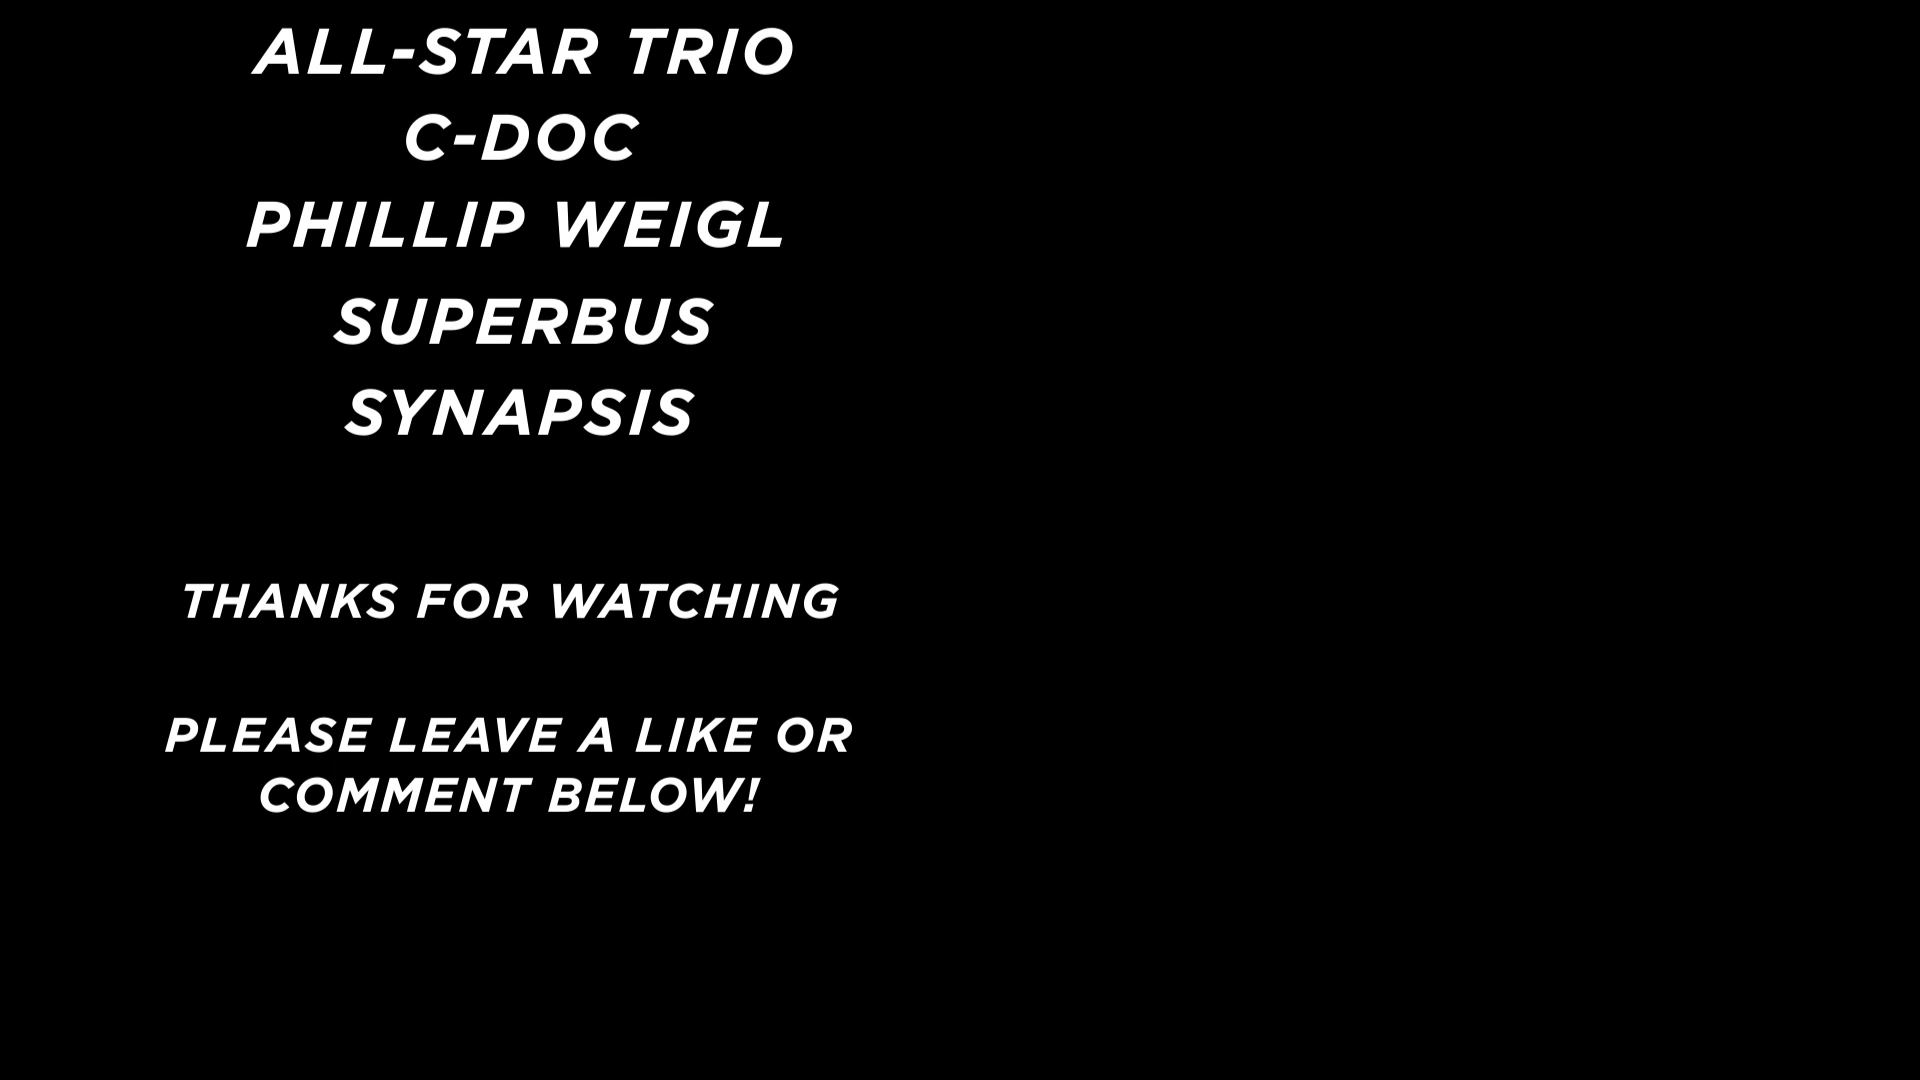 ALL-STAR TRIO
C-DOC
PHILLIP WEIGL
SUPERBUS
SYNAPSIS
THANKS FOR WATCHING
PLEASE LEAVE A LIKE OR
COMMENT BELOW!